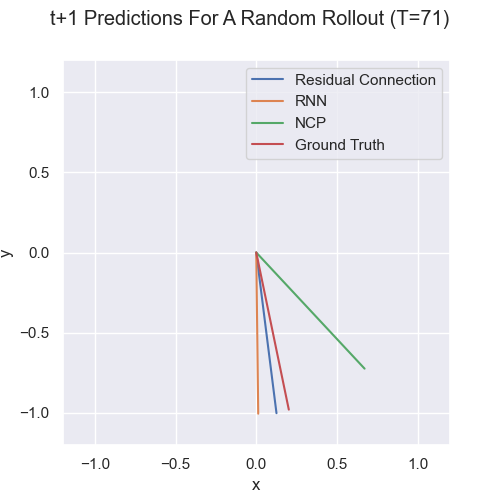 t+1 Predictions For A Random Rollout (T=71)
Residual Connection
RNN
NCP
Ground Truth
1.0
0.5
0.0
−0.5
−1.0
y
−1.0 −0.5 0.0 0.5 1.0
x